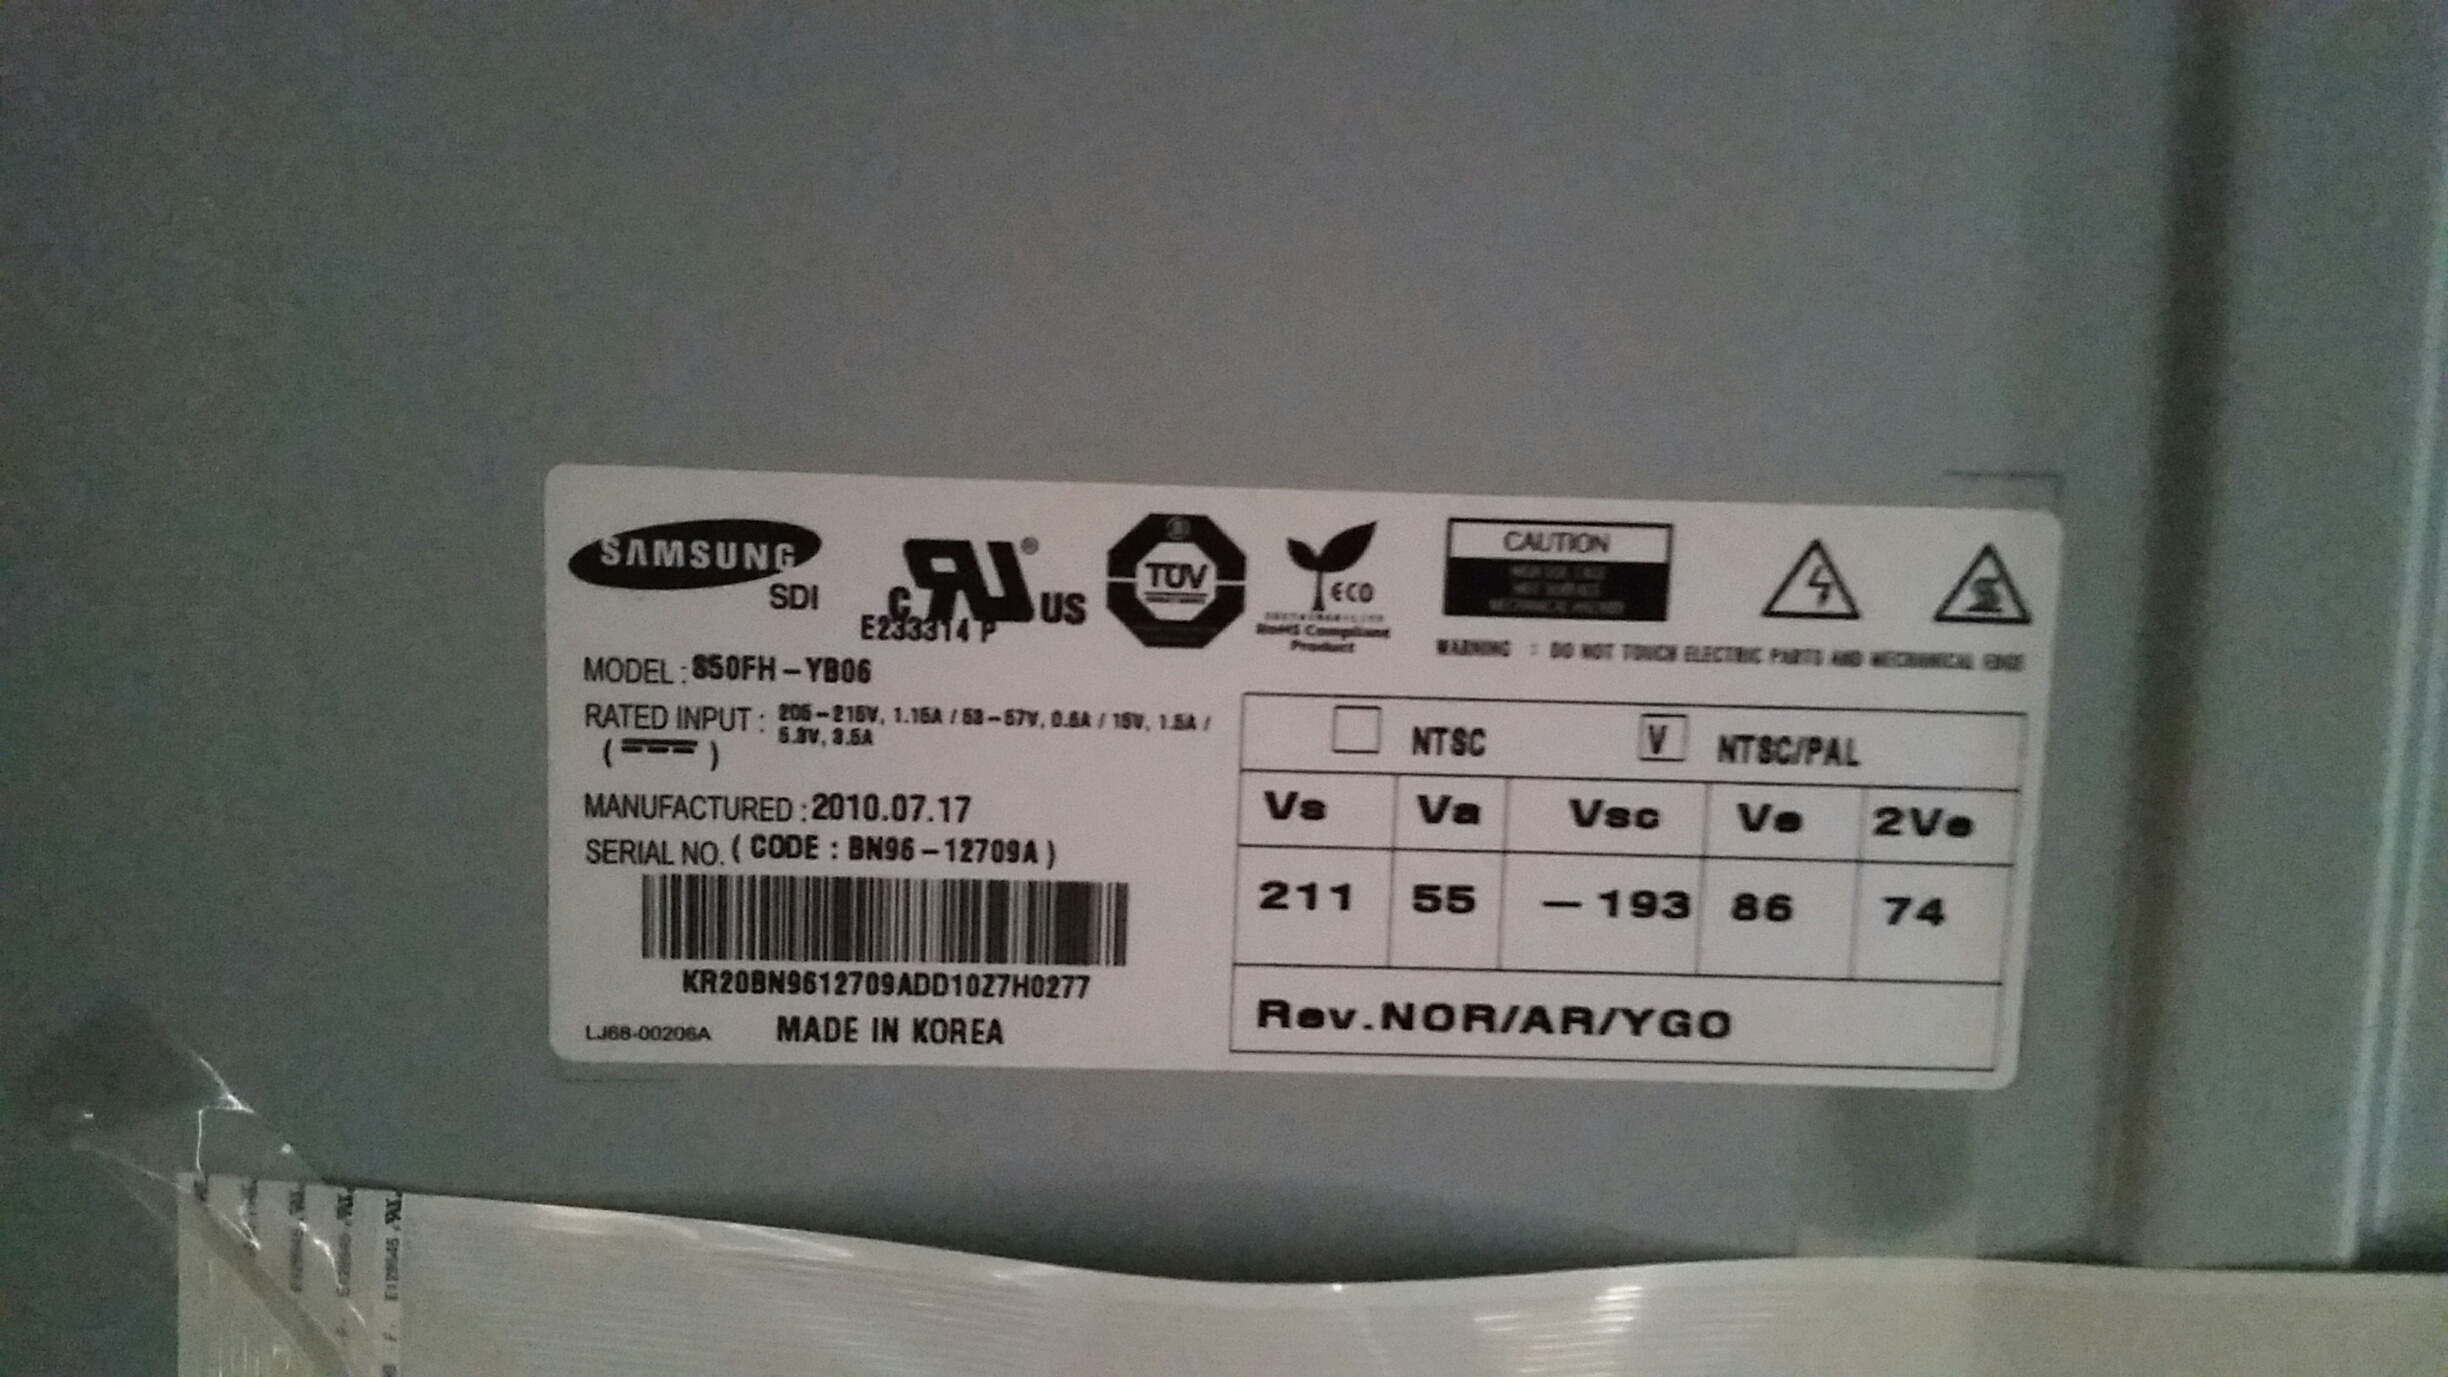 SAMSUNG
SDI
C RU ® US
E233314 P
TÜV
ECO
RoHS Compliant
Product
CAUTION
WARNING : DO NOT TOUCH ELECTRIC PARTS AND MECHANICAL EDGE
MODEL : S50FH-YB06
RATED INPUT : 205-215V, 1.15A / 53-57V, 0.6A / 15V, 1.5A /
5.3V, 3.5A
MANUFACTURED : 2010.07.17
SERIAL NO. ( CODE : BN96-12709A )
KR20BN9612709ADD10Z7H0277
LJ68-00206A MADE IN KOREA
NTSC V NTSC/PAL
Vs Va Vsc Ve 2Ve
211 55 -193 86 74
Rev.NOR/AR/YGO